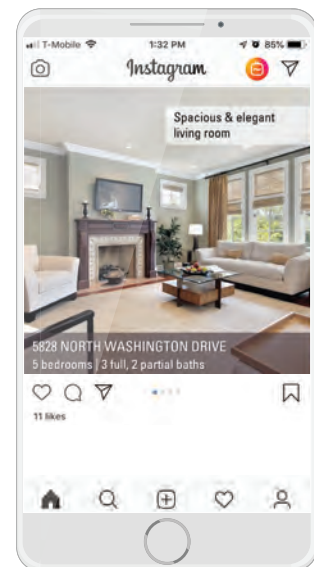 T-Mobile 1:32 PM 85%
Instagram
Spacious & elegant
living room
5828 NORTH WASHINGTON DRIVE
5 bedrooms | 3 full, 2 partial baths
11 likes